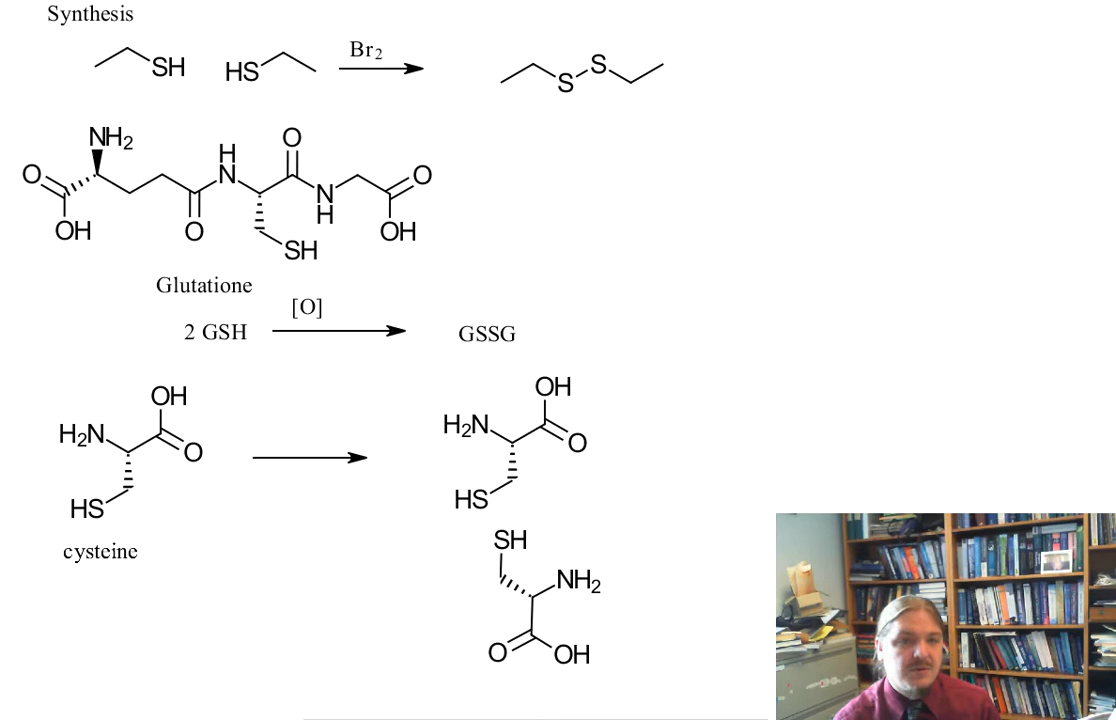 Synthesis
SH HS Br2 S S
NH2
O OH H N O O N H O OH
SH
Glutatione
[O]
2 GSH GSSG
OH
H2N O
HS
cysteine
OH
H2N O
HS
SH
NH2
O OH